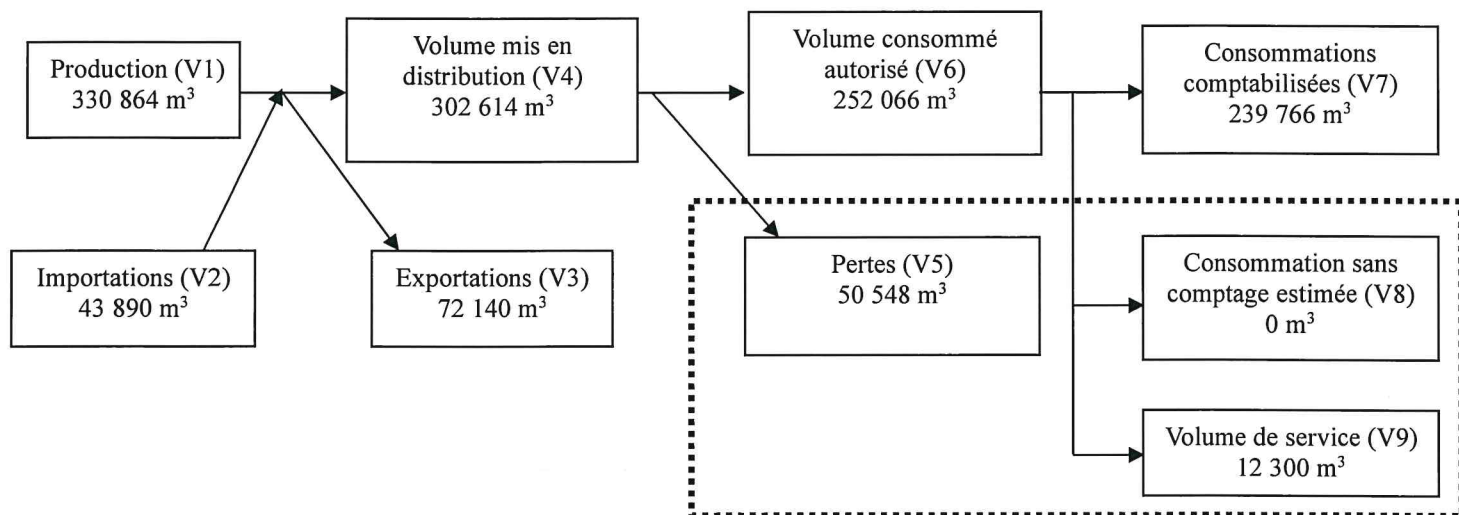 Production (V1)
330 864 m³
Volume mis en
distribution (V4)
302 614 m³
Volume consommé
autorisé (V6)
252 066 m³
Consommations
comptabilisées (V7)
239 766 m³
Importations (V2)
43 890 m³
Exportations (V3)
72 140 m³
Pertes (V5)
50 548 m³
Consommation sans
comptage estimée (V8)
0 m³
Volume de service (V9)
12 300 m³